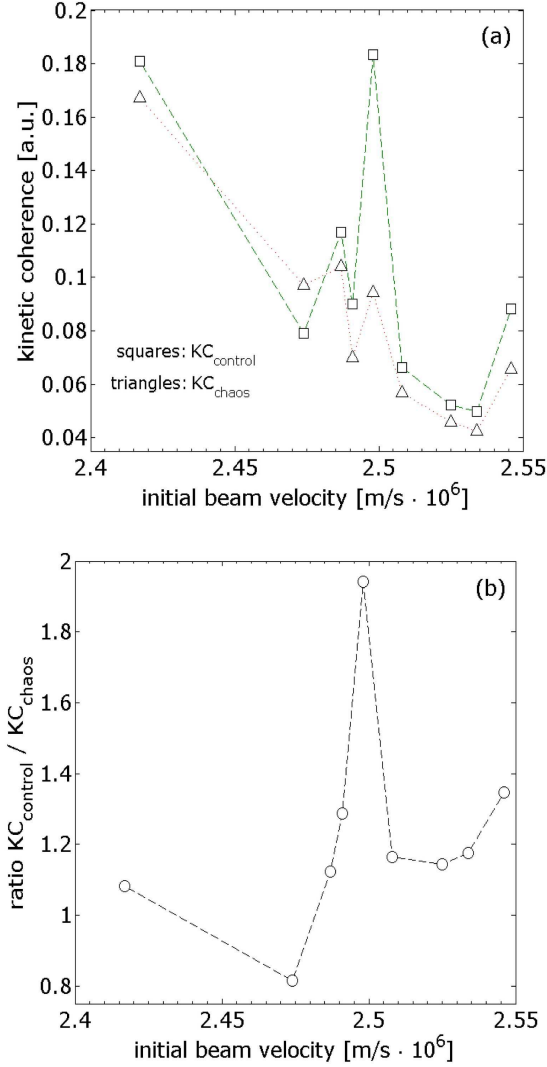 (a)
kinetic coherence [a.u.]
0.2
0.18
0.16
0.14
0.12
0.1
0.08
0.06
0.04
squares: KC_control
triangles: KC_chaos
2.4 2.45 2.5 2.55
initial beam velocity [m/s · 10^6]
(b)
ratio KC_control / KC_chaos
2
1.8
1.6
1.4
1.2
1
0.8
2.4 2.45 2.5 2.55
initial beam velocity [m/s · 10^6]